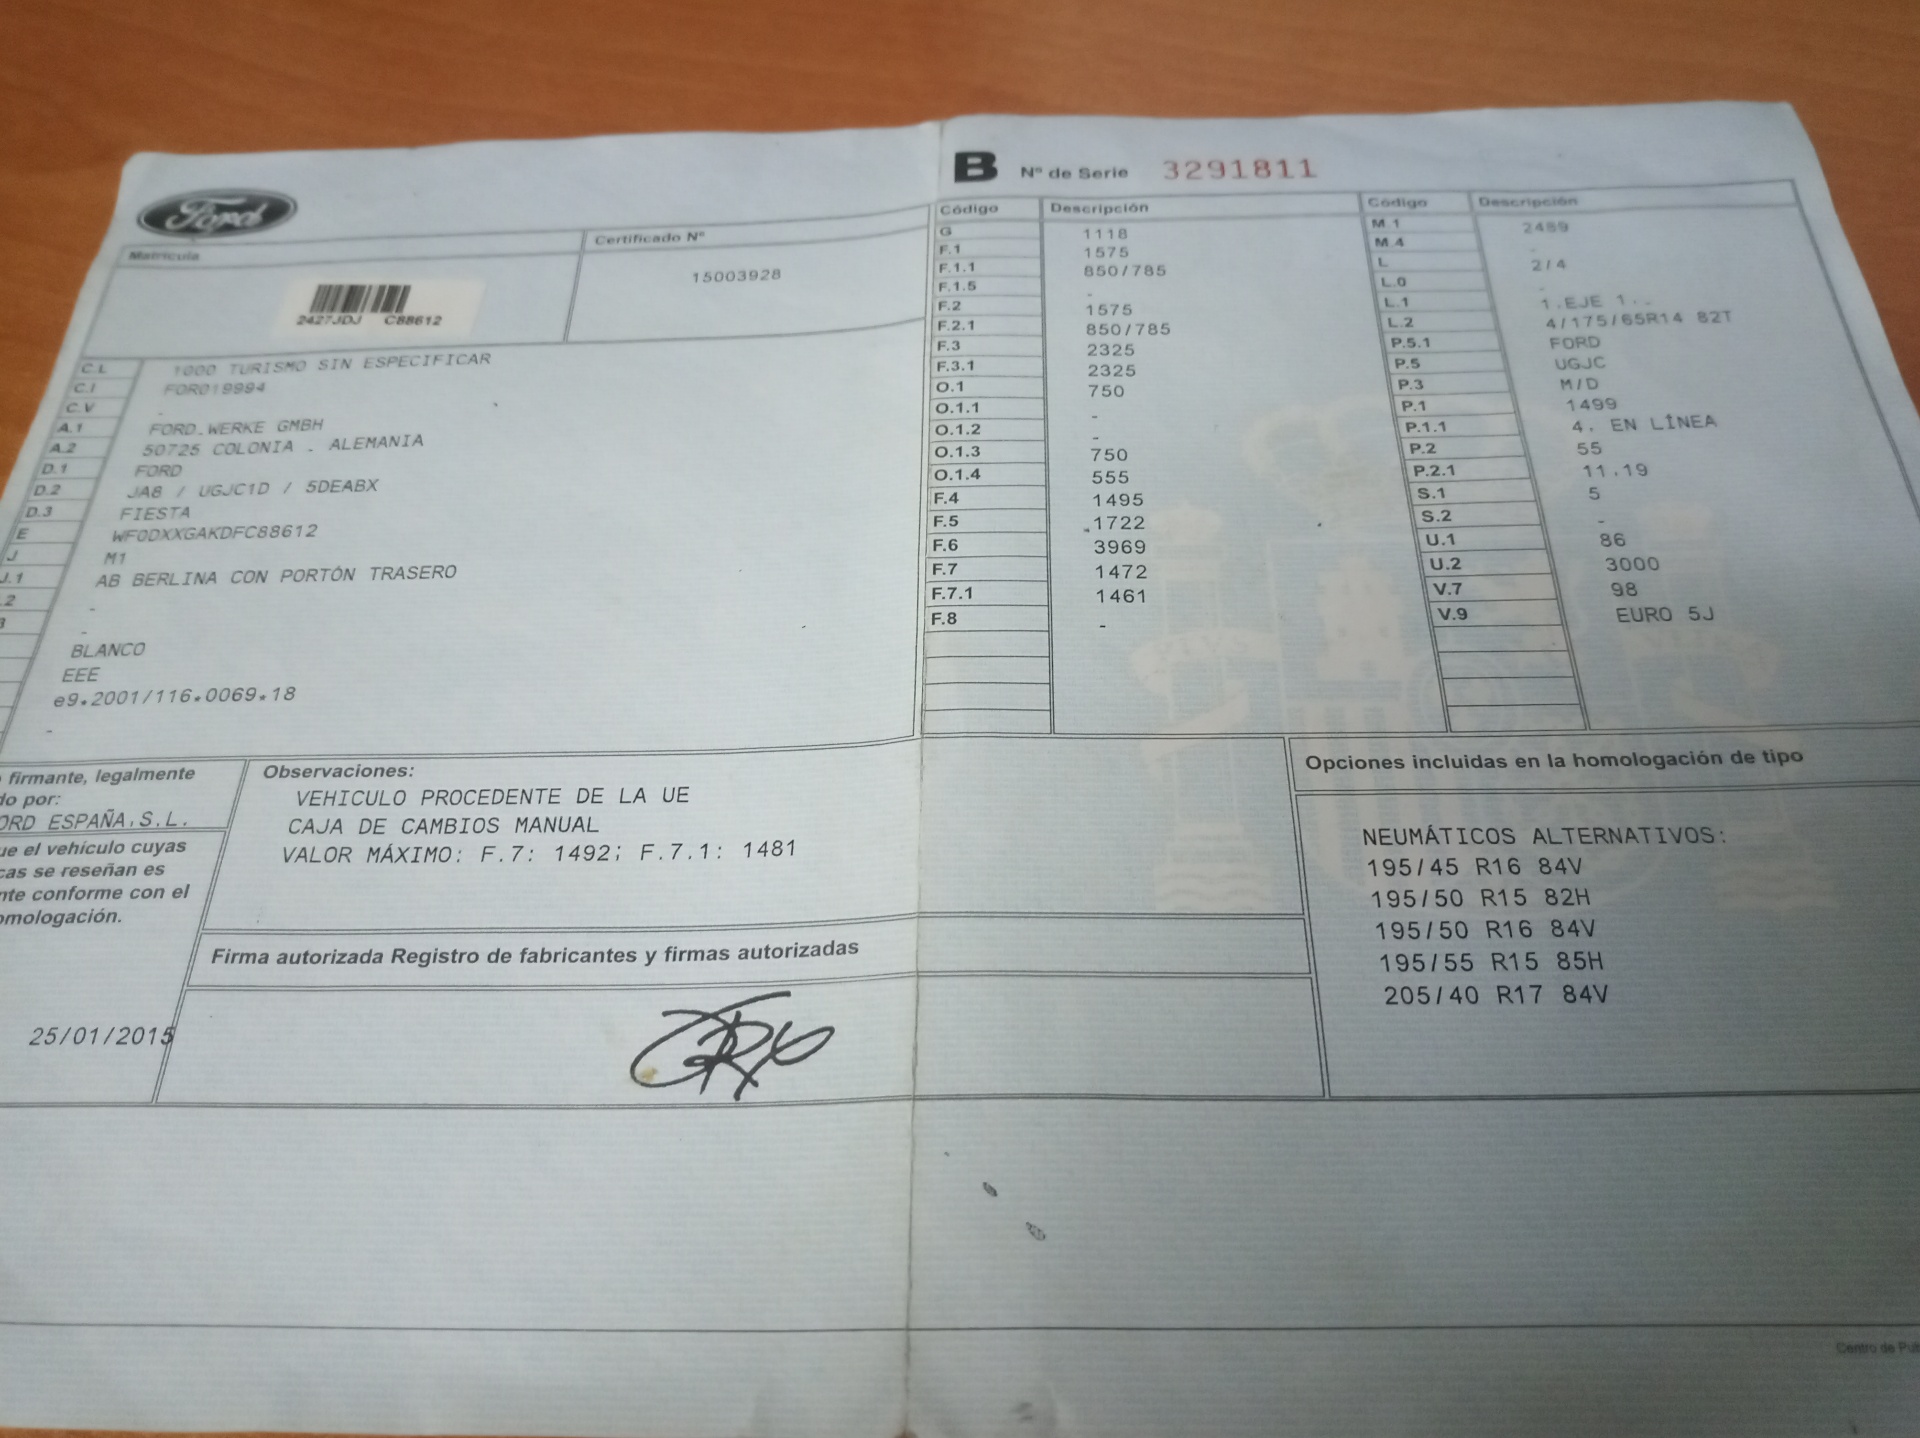 Ford
B Nº de Serie 3291811
Matrícula
Certificado Nº
2427JDJ C88612
15003928
C.L 1000 TURISMO SIN ESPECIFICAR
C.I FOR019994
C.V -
A.1 FORD-WERKE GMBH
A.2 50725 COLONIA - ALEMANIA
D.1 FORD
D.2 JA8 / UGJC1D / 5DEABX
D.3 FIESTA
E WF0DXXGAKDFC88612
J M1
J.1 AB BERLINA CON PORTÓN TRASERO
.2 -
3 -
BLANCO
EEE
e9*2001/116*0069*18
-
Código Descripción
G 1118
F.1 1575
F.1.1 850/785
F.1.5 -
F.2 1575
F.2.1 850/785
F.3 2325
F.3.1 2325
O.1 750
O.1.1 -
O.1.2 -
O.1.3 750
O.1.4 555
F.4 1495
F.5 1722
F.6 3969
F.7 1472
F.7.1 1461
F.8 -
Código Descripción
M.1 2489
M.4 -
L 2/4
L.0 -
L.1 1.EJE 1..
L.2 4/175/65R14 82T
P.5.1 FORD
P.5 UGJC
P.3 M/D
P.1 1499
P.1.1 4, EN LÍNEA
P.2 55
P.2.1 11.19
S.1 5
S.2 -
U.1 86
U.2 3000
V.7 98
V.9 EURO 5J
firmante, legalmente
do por:
ORD ESPAÑA,S.L.
ue el vehículo cuyas
cas se reseñan es
nte conforme con el
omologación.
25/01/2015
Observaciones:
VEHICULO PROCEDENTE DE LA UE
CAJA DE CAMBIOS MANUAL
VALOR MÁXIMO: F.7: 1492; F.7.1: 1481
Firma autorizada Registro de fabricantes y firmas autorizadas
Opciones incluidas en la homologación de tipo
NEUMÁTICOS ALTERNATIVOS:
195/45 R16 84V
195/50 R15 82H
195/50 R16 84V
195/55 R15 85H
205/40 R17 84V
Centro de Pub